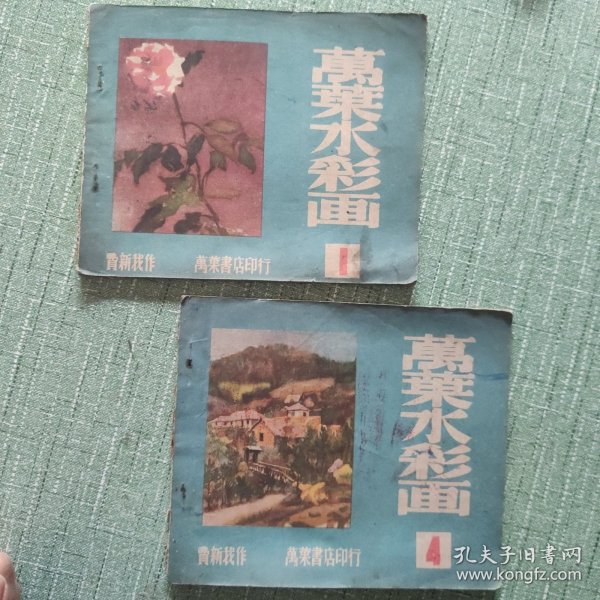 萬葉水彩画
費新我作
萬葉書店印行
1
萬葉水彩画
費新我作
萬葉書店印行
4
孔夫子旧书网
www.kongfz.com